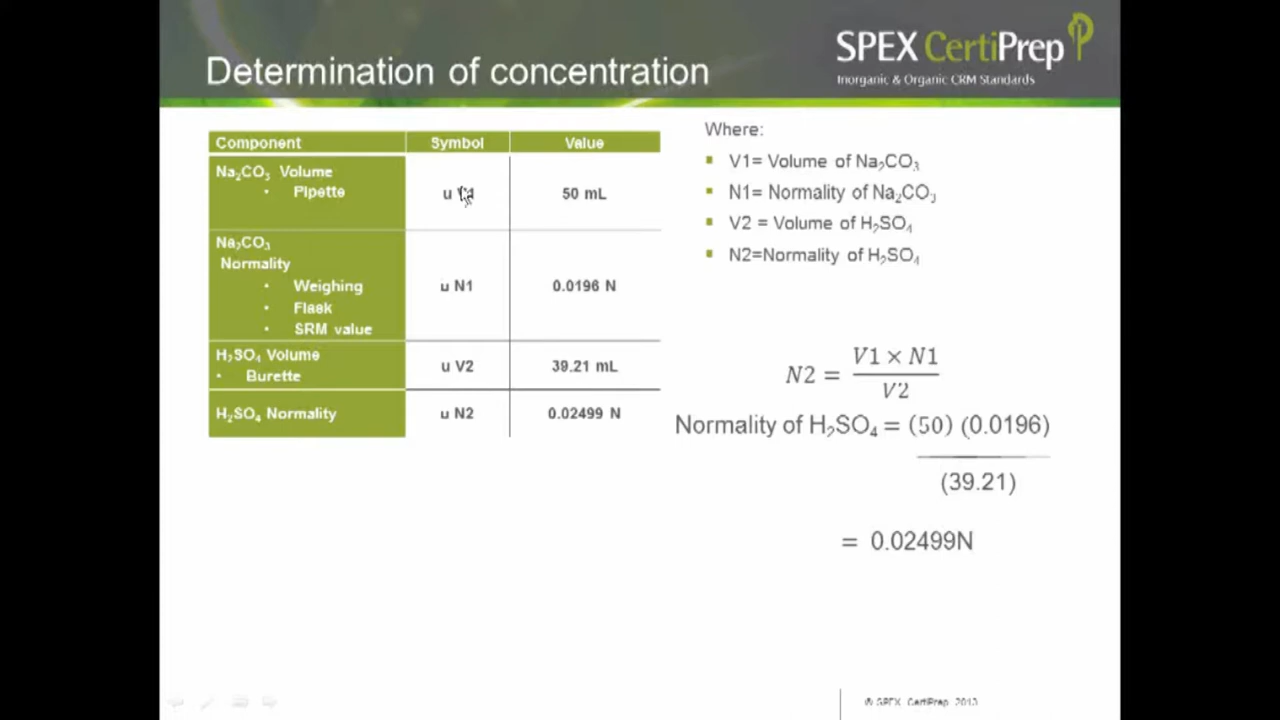 Determination of concentration
SPEX CertiPrep
Inorganic & Organic CRM Standards
Component Symbol Value
Na₂CO₃ Volume
• Pipette
u V1 50 mL
Na₂CO₃
Normality
• Weighing
• Flask
• SRM value
u N1 0.0196 N
H₂SO₄ Volume
• Burette
u V2 39.21 mL
H₂SO₄ Normality u N2 0.02499 N
Where:
▪ V1= Volume of Na₂CO₃
▪ N1= Normality of Na₂CO₃
▪ V2 = Volume of H₂SO₄
▪ N2=Normality of H₂SO₄
N2 = V1 × N1
V2
Normality of H₂SO₄ = (50) (0.0196)
(39.21)
= 0.02499N
© SPEX CertiPrep 2013